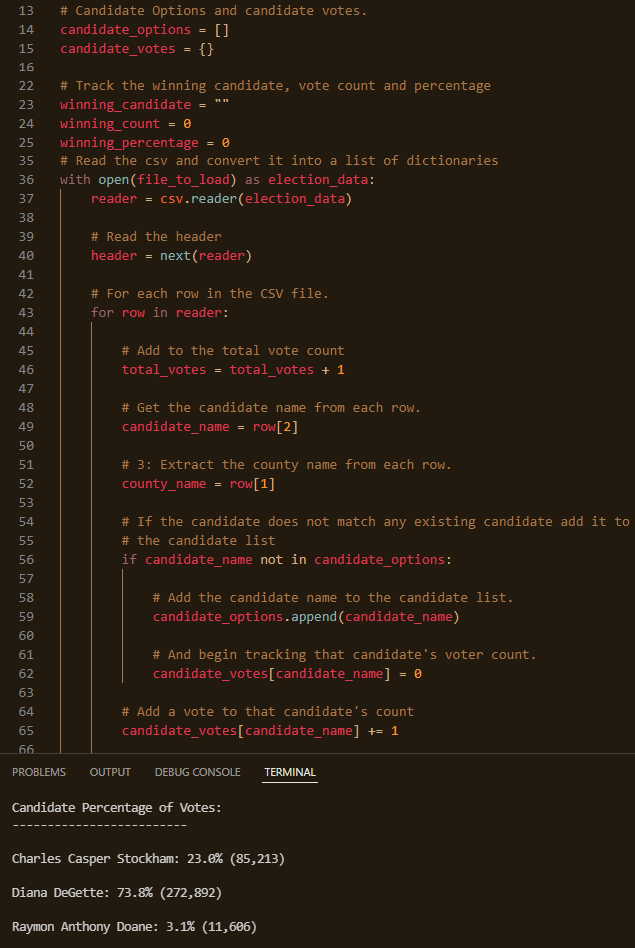 13 # Candidate Options and candidate votes.
14 candidate_options = []
15 candidate_votes = {}
16
22 # Track the winning candidate, vote count and percentage
23 winning_candidate = ""
24 winning_count = 0
25 winning_percentage = 0
35 # Read the csv and convert it into a list of dictionaries
36 with open(file_to_load) as election_data:
37 reader = csv.reader(election_data)
38
39 # Read the header
40 header = next(reader)
41
42 # For each row in the CSV file.
43 for row in reader:
44
45 # Add to the total vote count
46 total_votes = total_votes + 1
47
48 # Get the candidate name from each row.
49 candidate_name = row[2]
50
51 # 3: Extract the county name from each row.
52 county_name = row[1]
53
54 # If the candidate does not match any existing candidate add it to
55 # the candidate list
56 if candidate_name not in candidate_options:
57
58 # Add the candidate name to the candidate list.
59 candidate_options.append(candidate_name)
60
61 # And begin tracking that candidate's voter count.
62 candidate_votes[candidate_name] = 0
63
64 # Add a vote to that candidate's count
65 candidate_votes[candidate_name] += 1
66
PROBLEMS OUTPUT DEBUG CONSOLE TERMINAL
Candidate Percentage of Votes:
-------------------------
Charles Casper Stockham: 23.0% (85,213)
Diana DeGette: 73.8% (272,892)
Raymon Anthony Doane: 3.1% (11,606)